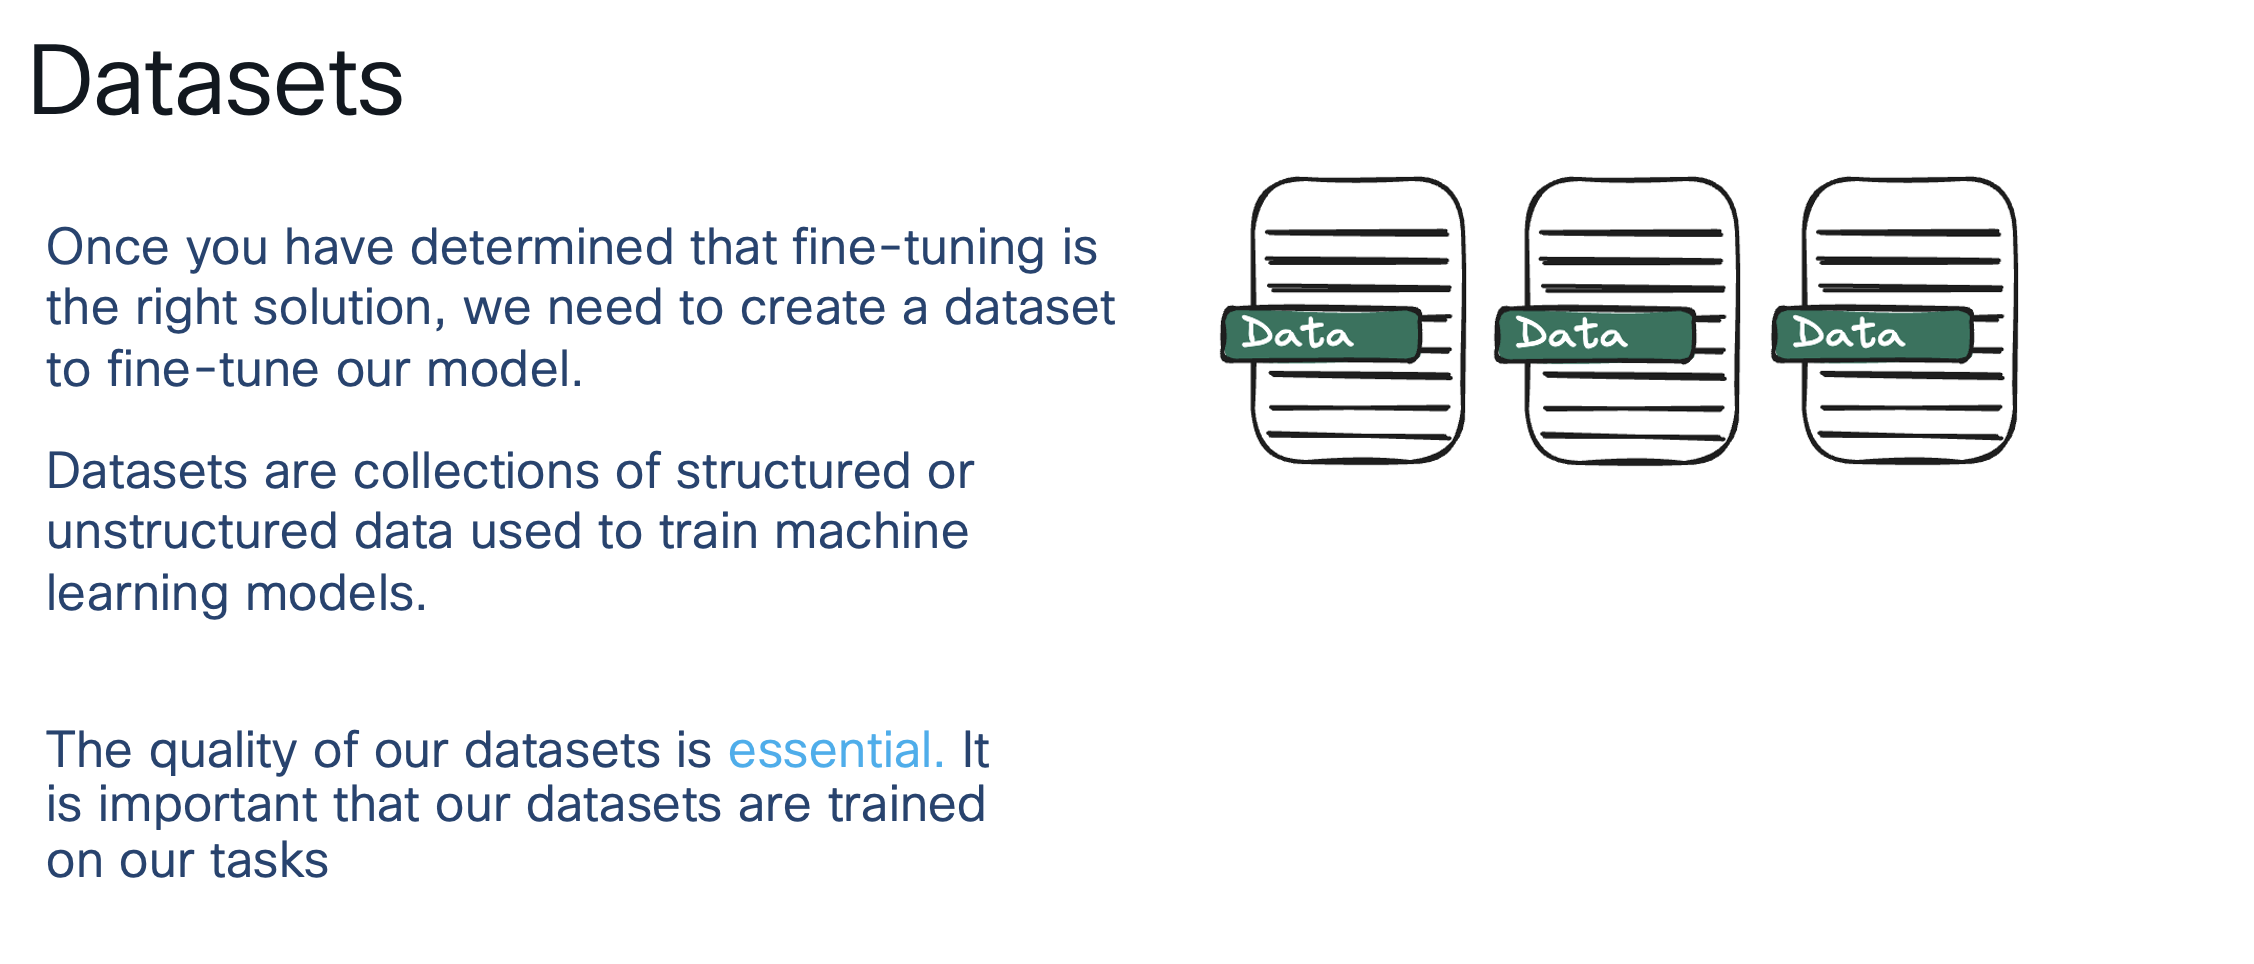 Datasets
Once you have determined that fine-tuning is
the right solution, we need to create a dataset
to fine-tune our model.
Datasets are collections of structured or
unstructured data used to train machine
learning models.
The quality of our datasets is essential. It
is important that our datasets are trained
on our tasks
Data
Data
Data